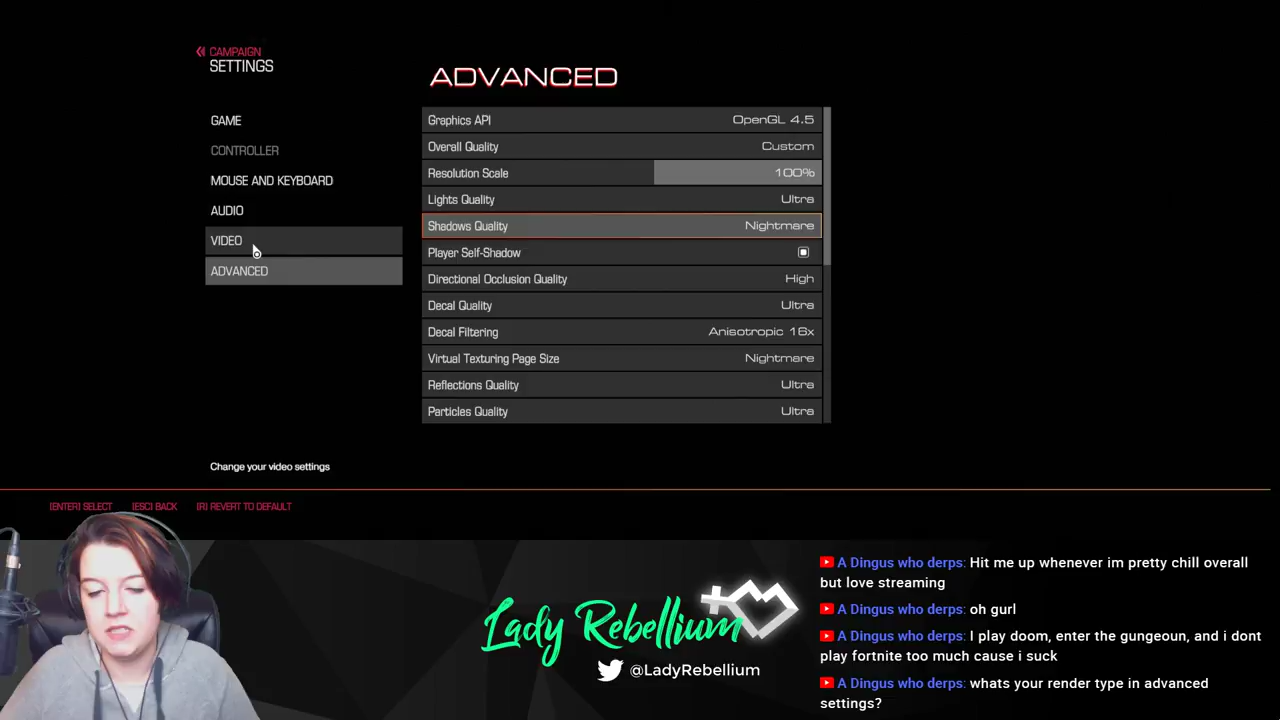 CAMPAIGN
SETTINGS
GAME
CONTROLLER
MOUSE AND KEYBOARD
AUDIO
VIDEO
ADVANCED
ADVANCED
Graphics API OpenGL 4.5
Overall Quality Custom
Resolution Scale 100%
Lights Quality Ultra
Shadows Quality Nightmare
Player Self-Shadow
Directional Occlusion Quality High
Decal Quality Ultra
Decal Filtering Anisotropic 16x
Virtual Texturing Page Size Nightmare
Reflections Quality Ultra
Particles Quality Ultra
Change your video settings
[ENTER] SELECT [ESC] BACK [R] REVERT TO DEFAULT
Lady Rebellium
@LadyRebellium
A Dingus who derps: Hit me up whenever im pretty chill overall
but love streaming
A Dingus who derps: oh gurl
A Dingus who derps: I play doom, enter the gungeoun, and i dont
play fortnite too much cause i suck
A Dingus who derps: whats your render type in advanced
settings?